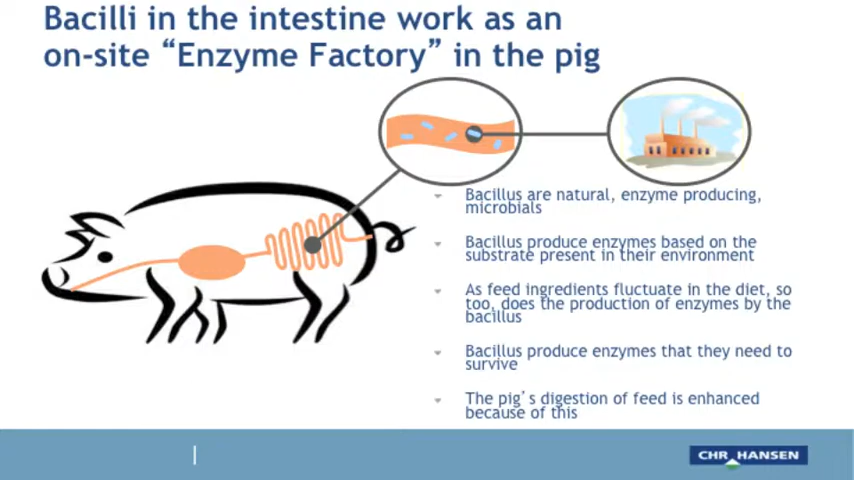 Bacilli in the intestine work as an
on-site “Enzyme Factory” in the pig
Bacillus are natural, enzyme producing,
microbials
Bacillus produce enzymes based on the
substrate present in their environment
As feed ingredients fluctuate in the diet, so
too, does the production of enzymes by the
bacillus
Bacillus produce enzymes that they need to
survive
The pig’s digestion of feed is enhanced
because of this
CHR HANSEN